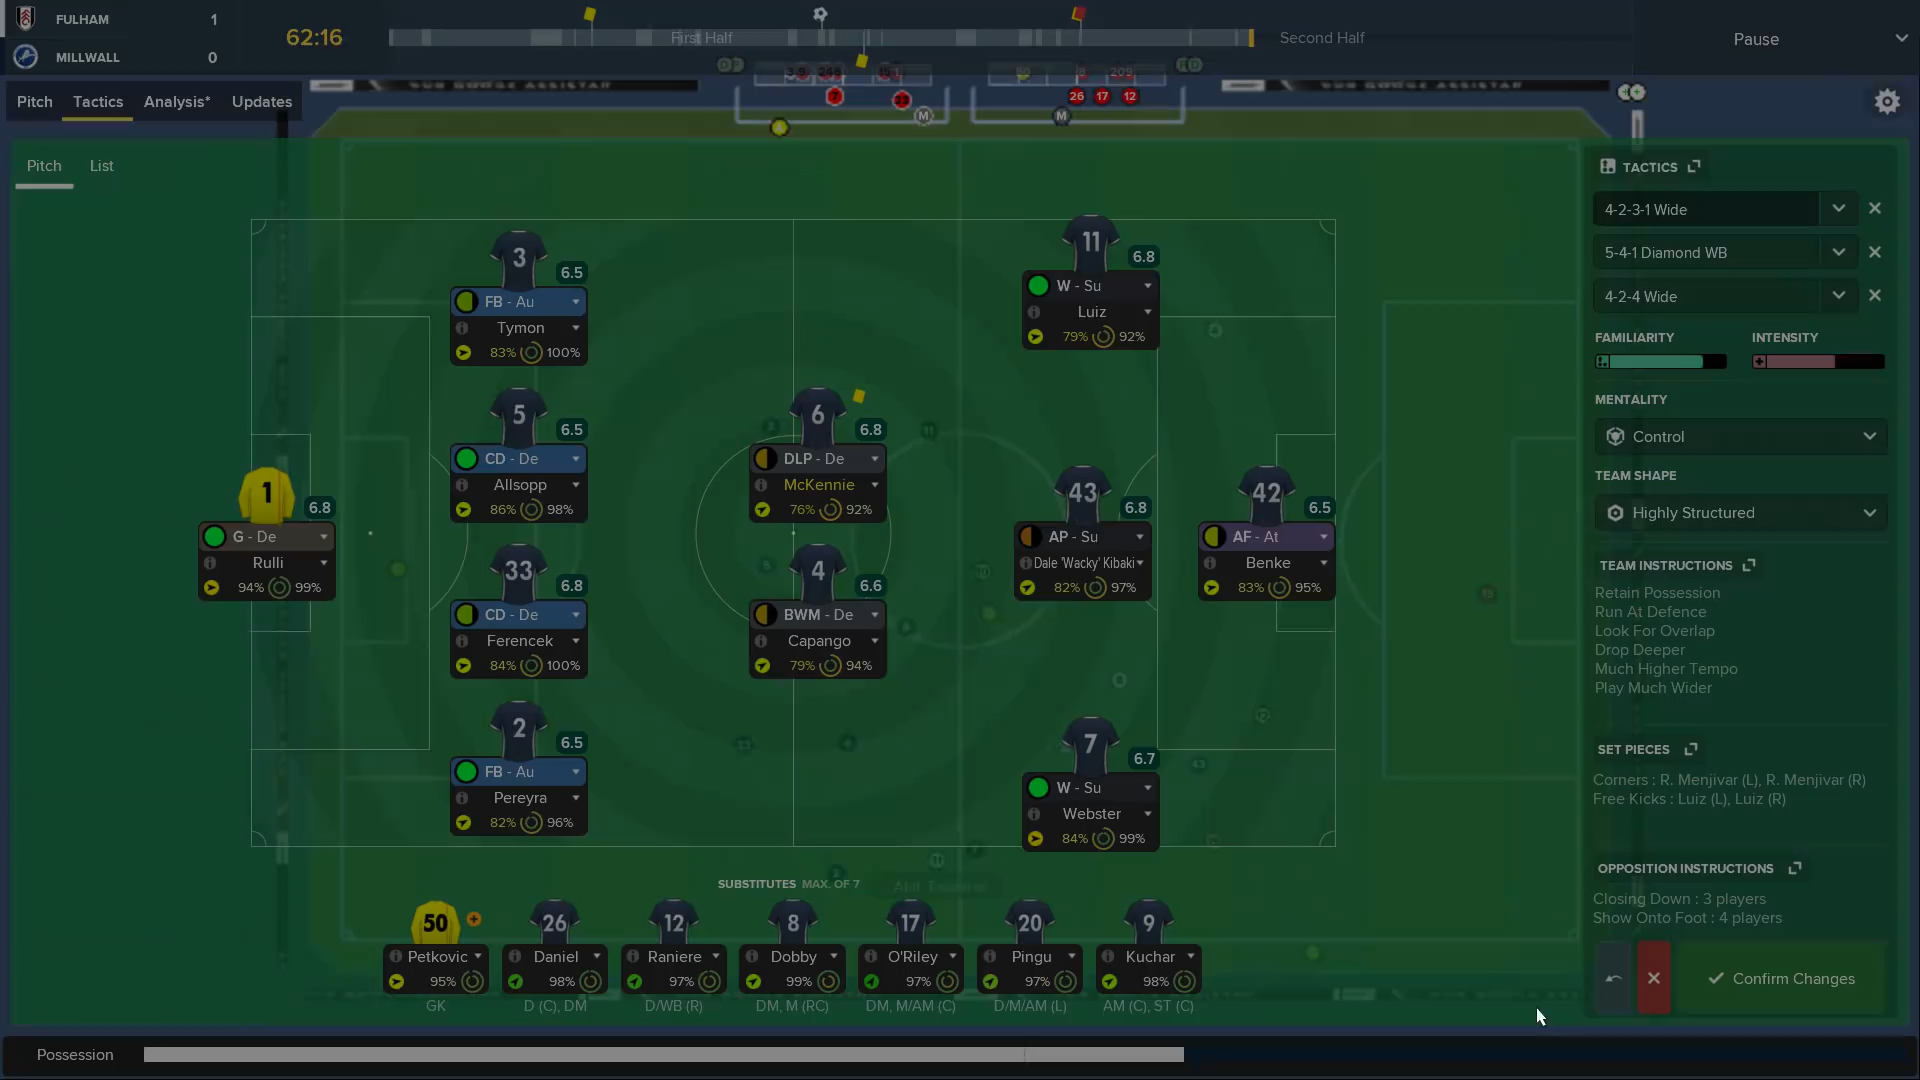 FULHAM 1
MILLWALL 0
62:16
First Half
Second Half
Pause
Pitch Tactics Analysis* Updates
26 17 12
M M
Pitch List
3
6.5
FB - Au
Tymon
83% 100%
5
6.5
CD - De
Allsopp
86% 98%
1
6.8
G - De
Rulli
94% 99%
33
6.8
CD - De
Ferencek
84% 100%
2
6.5
FB - Au
Pereyra
82% 96%
6
6.8
DLP - De
McKennie
76% 92%
4
6.6
BWM - De
Capango
79% 94%
11
6.8
W - Su
Luiz
79% 92%
43
6.8
AP - Su
Dale 'Wacky' Kibaki
82% 97%
42
6.5
AF - At
Benke
83% 95%
7
6.7
W - Su
Webster
84% 99%
SUBSTITUTES MAX. OF 7
50 26 12 8 17 20 9
Petkovic Daniel Raniere Dobby O'Riley Pingu Kuchar
95% 98% 97% 99% 97% 97% 98%
GK D (C), DM D/WB (R) DM, M (RC) DM, M/AM (C) D/M/AM (L) AM (C), ST (C)
TACTICS
4-2-3-1 Wide
5-4-1 Diamond WB
4-2-4 Wide
FAMILIARITY INTENSITY
MENTALITY
Control
TEAM SHAPE
Highly Structured
TEAM INSTRUCTIONS
Retain Possession
Run At Defence
Look For Overlap
Drop Deeper
Much Higher Tempo
Play Much Wider
SET PIECES
Corners : R. Menjivar (L), R. Menjivar (R)
Free Kicks : Luiz (L), Luiz (R)
OPPOSITION INSTRUCTIONS
Closing Down : 3 players
Show Onto Foot : 4 players
Confirm Changes
Possession